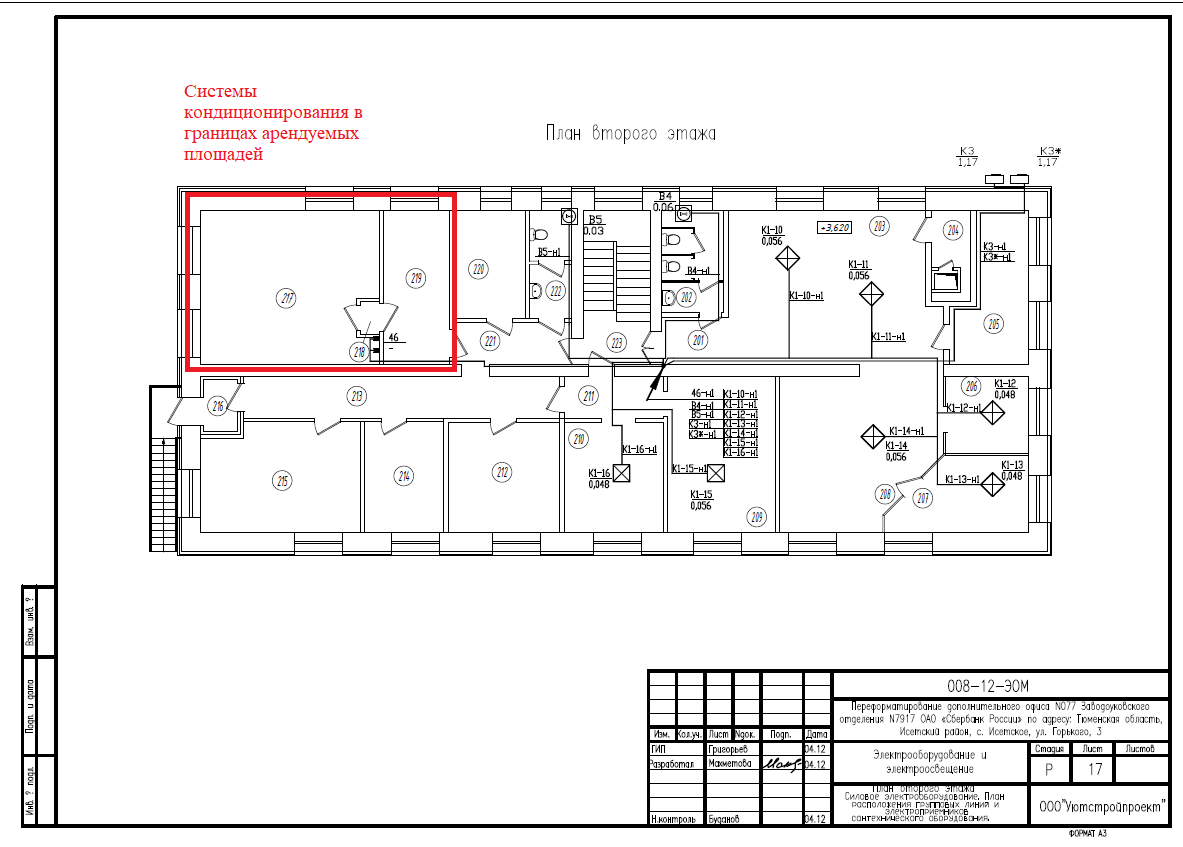 Системы
кондиционирования в
границах арендуемых
площадей
План второго этажа
К3
1,17
К3*
1,17
В5
0.03
В4
0.06
+3,620
203
204
К1-10
0,056
К1-11
0,056
К3-н1
К3*-н1
217
219
220
В5-н1
222
В4-н1
202
К1-10-н1
К1-11-н1
205
218
46
-
221
223
201
216
213
211
46-н1
В4-н1
В5-н1
К3-н1
К3*-н1
К1-10-н1
К1-11-н1
К1-12-н1
К1-13-н1
К1-14-н1
К1-15-н1
К1-16-н1
206
К1-12
0,048
К1-12-н1
К1-14-н1
К1-14
0,056
210
К1-16-н1
К1-16
0,048
К1-15-н1
К1-15
0,056
К1-13
0,048
К1-13-н1
215
214
212
209
208
207
Взам. инв. ?
Подп. и дата
Инв. ? подл.
008-12-ЭОМ
Переформатирование дополнительного офиса N077 Заводоуковского
отделения N7917 ОАО «Сбербанк России» по адресу: Тюменская область,
Исетский район, с. Исетское, ул. Горького, 3
Изм. Кол.уч. Лист Nдок. Подп. Дата
ГИП Григорьев 04.12
Разработал Махметова 04.12
Н.контроль Буданов 04.12
Электрооборудование и
электроосвещение
Стадия Лист Листов
Р 17
План второго этажа
Силовое электрооборудование. План
расположения групповых линий и
электроприемников
сантехнического оборудования.
ООО"Уютстройпроект"
ФОРМАТ А3